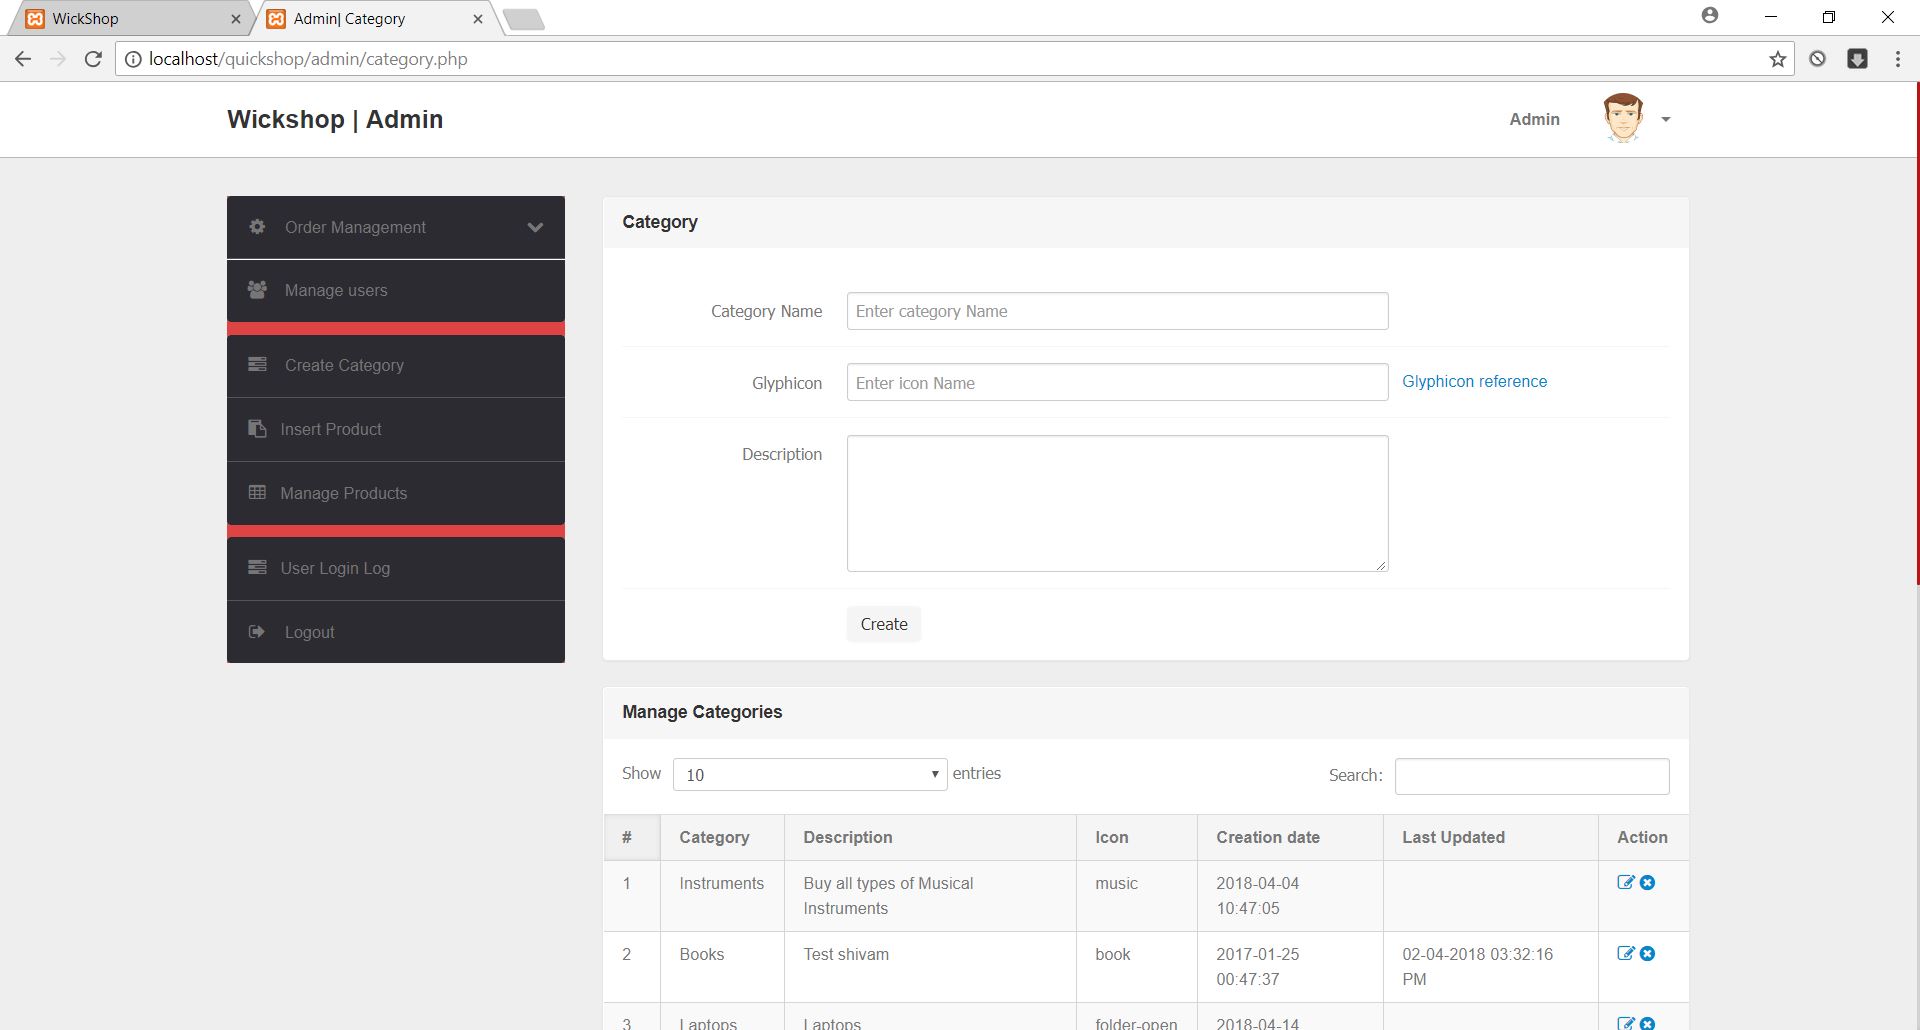 WickShop
Admin| Category
localhost/quickshop/admin/category.php
Wickshop | Admin
Admin
Order Management
Manage users
Create Category
Insert Product
Manage Products
User Login Log
Logout
Category
Category Name
Enter category Name
Glyphicon
Enter icon Name
Glyphicon reference
Description
Create
Manage Categories
Show 10 entries
Search:
# Category Description Icon Creation date Last Updated Action
1 Instruments Buy all types of Musical music 2018-04-04
Instruments 10:47:05
2 Books Test shivam book 2017-01-25 02-04-2018 03:32:16
00:47:37 PM
3 Laptops Laptops folder-open 2018-04-14